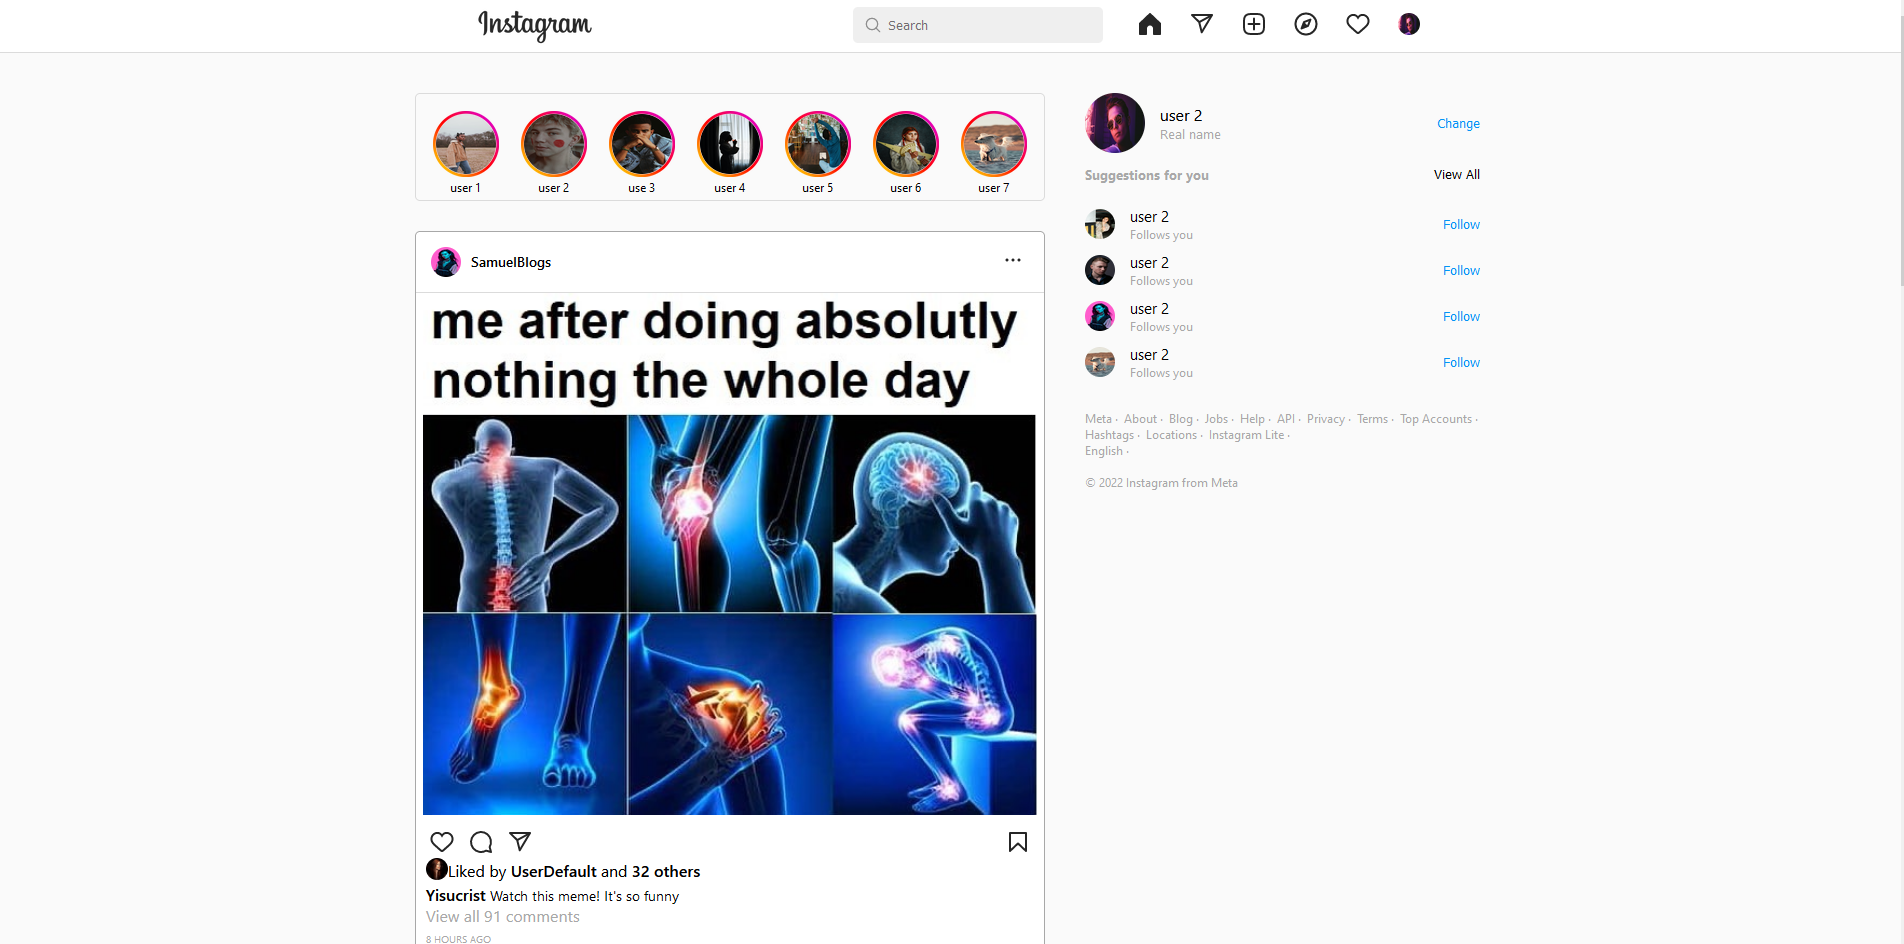 Instagram
Search
user 1
user 2
use 3
user 4
user 5
user 6
user 7
SamuelBlogs
me after doing absolutly
nothing the whole day
Liked by UserDefault and 32 others
Yisucrist Watch this meme! It's so funny
View all 91 comments
8 HOURS AGO
user 2
Real name
Change
Suggestions for you
View All
user 2
Follows you
Follow
user 2
Follows you
Follow
user 2
Follows you
Follow
user 2
Follows you
Follow
Meta · About · Blog · Jobs · Help · API · Privacy · Terms · Top Accounts ·
Hashtags · Locations · Instagram Lite ·
English ·
© 2022 Instagram from Meta